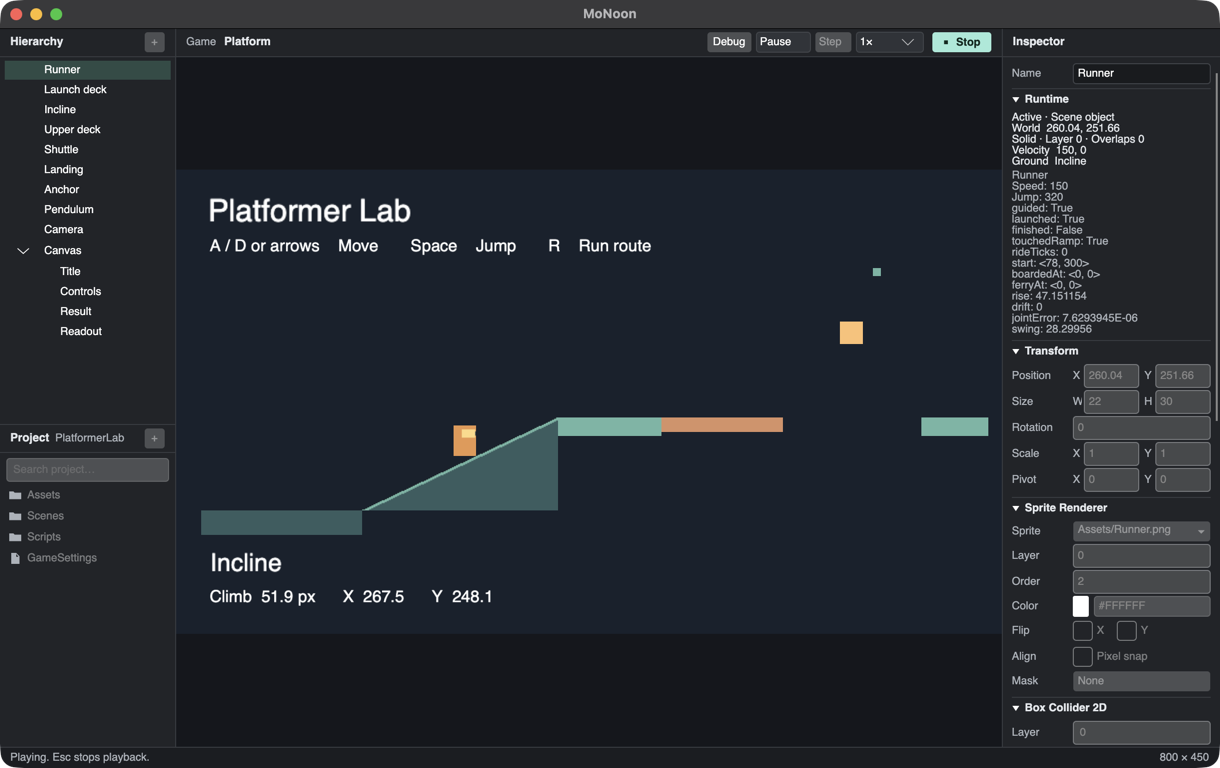 MoNoon
Hierarchy +
Runner
Launch deck
Incline
Upper deck
Shuttle
Landing
Anchor
Pendulum
Camera
Canvas
Title
Controls
Result
Readout
Project PlatformerLab +
Search project...
Assets
Scenes
Scripts
GameSettings
Game Platform Debug Pause Step 1× Stop
Platformer Lab
A / D or arrows Move Space Jump R Run route
Incline
Climb 51.9 px X 267.5 Y 248.1
Inspector
Name Runner
Runtime
Active · Scene object
World 260.04, 251.66
Solid · Layer 0 · Overlaps 0
Velocity 150, 0
Ground Incline
Runner
Speed: 150
Jump: 320
guided: True
launched: True
finished: False
touchedRamp: True
rideTicks: 0
start: <78, 300>
boardedAt: <0, 0>
ferryAt: <0, 0>
rise: 47.151154
drift: 0
jointError: 7.6293945E-06
swing: 28.29956
Transform
Position X 260.04 Y 251.66
Size W 22 H 30
Rotation 0
Scale X 1 Y 1
Pivot X 0 Y 0
Sprite Renderer
Sprite Assets/Runner.png
Layer 0
Order 2
Color #FFFFFF
Flip X Y
Align Pixel snap
Mask None
Box Collider 2D
Layer 0
Playing. Esc stops playback.
800 × 450